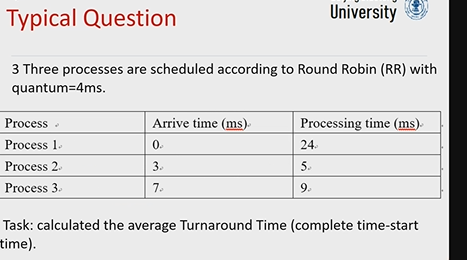 Typical Question
University
3 Three processes are scheduled according to Round Robin (RR) with
quantum=4ms.
Process Arrive time (ms) Processing time (ms)
Process 1 0 24
Process 2 3 5
Process 3 7 9
Task: calculated the average Turnaround Time (complete time-start
time).